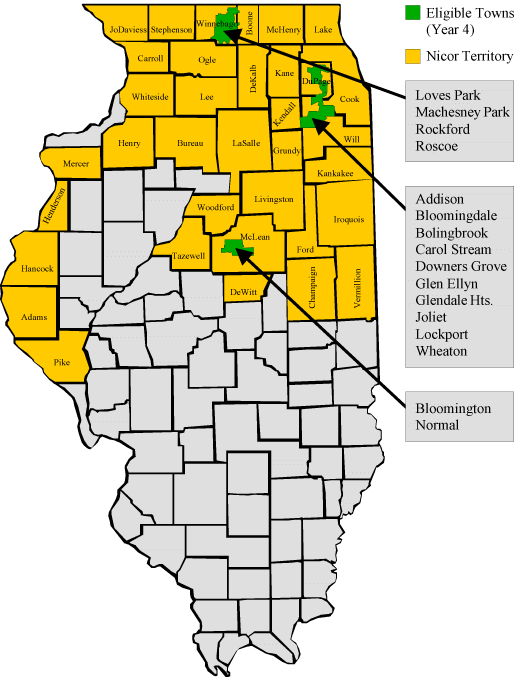 Eligible Towns
(Year 4)
Nicor Territory
JoDaviess
Stephenson
Winnebago
Boone
McHenry
Lake
Carroll
Ogle
DeKalb
Kane
DuPage
Cook
Whiteside
Lee
Kendall
Henry
Bureau
LaSalle
Grundy
Will
Mercer
Kankakee
Henderson
Woodford
Livingston
Iroquois
Hancock
Tazewell
McLean
Ford
Champaign
Vermillion
Adams
DeWitt
Pike
Loves Park
Machesney Park
Rockford
Roscoe
Addison
Bloomingdale
Bolingbrook
Carol Stream
Downers Grove
Glen Ellyn
Glendale Hts.
Joliet
Lockport
Wheaton
Bloomington
Normal